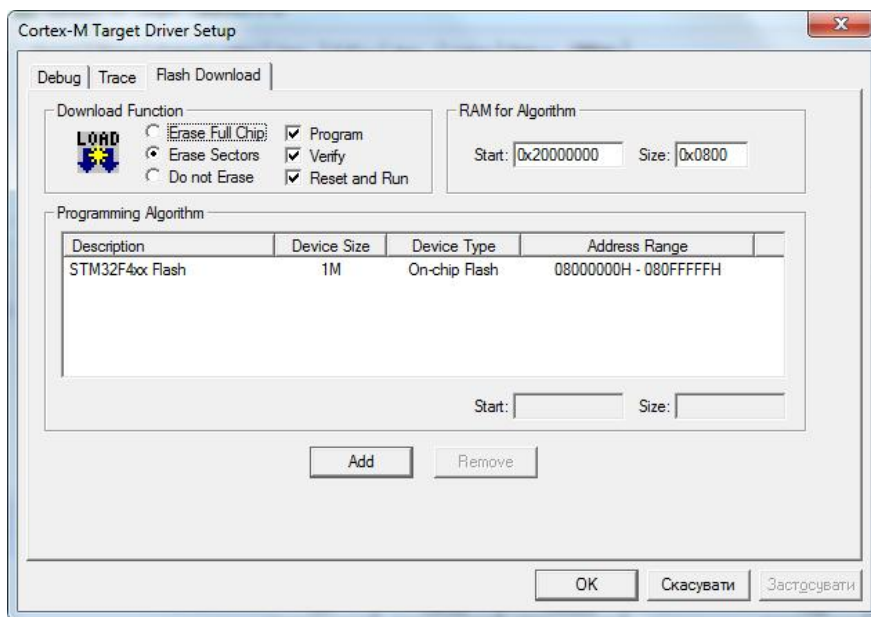 Cortex-M Target Driver Setup
Debug Trace Flash Download
Download Function
LOAD
Erase Full Chip
Erase Sectors
Do not Erase
Program
Verify
Reset and Run
RAM for Algorithm
Start: 0x20000000 Size: 0x0800
Programming Algorithm
Description Device Size Device Type Address Range
STM32F4xx Flash 1M On-chip Flash 08000000H - 080FFFFFH
Start: Size:
Add Remove
OK Скасувати Застосувати